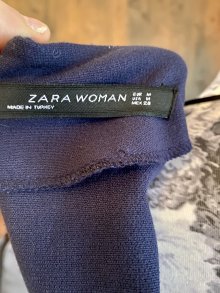 ZARA WOMAN
MADE IN TURKEY
EUR M
USA M
MEX 28